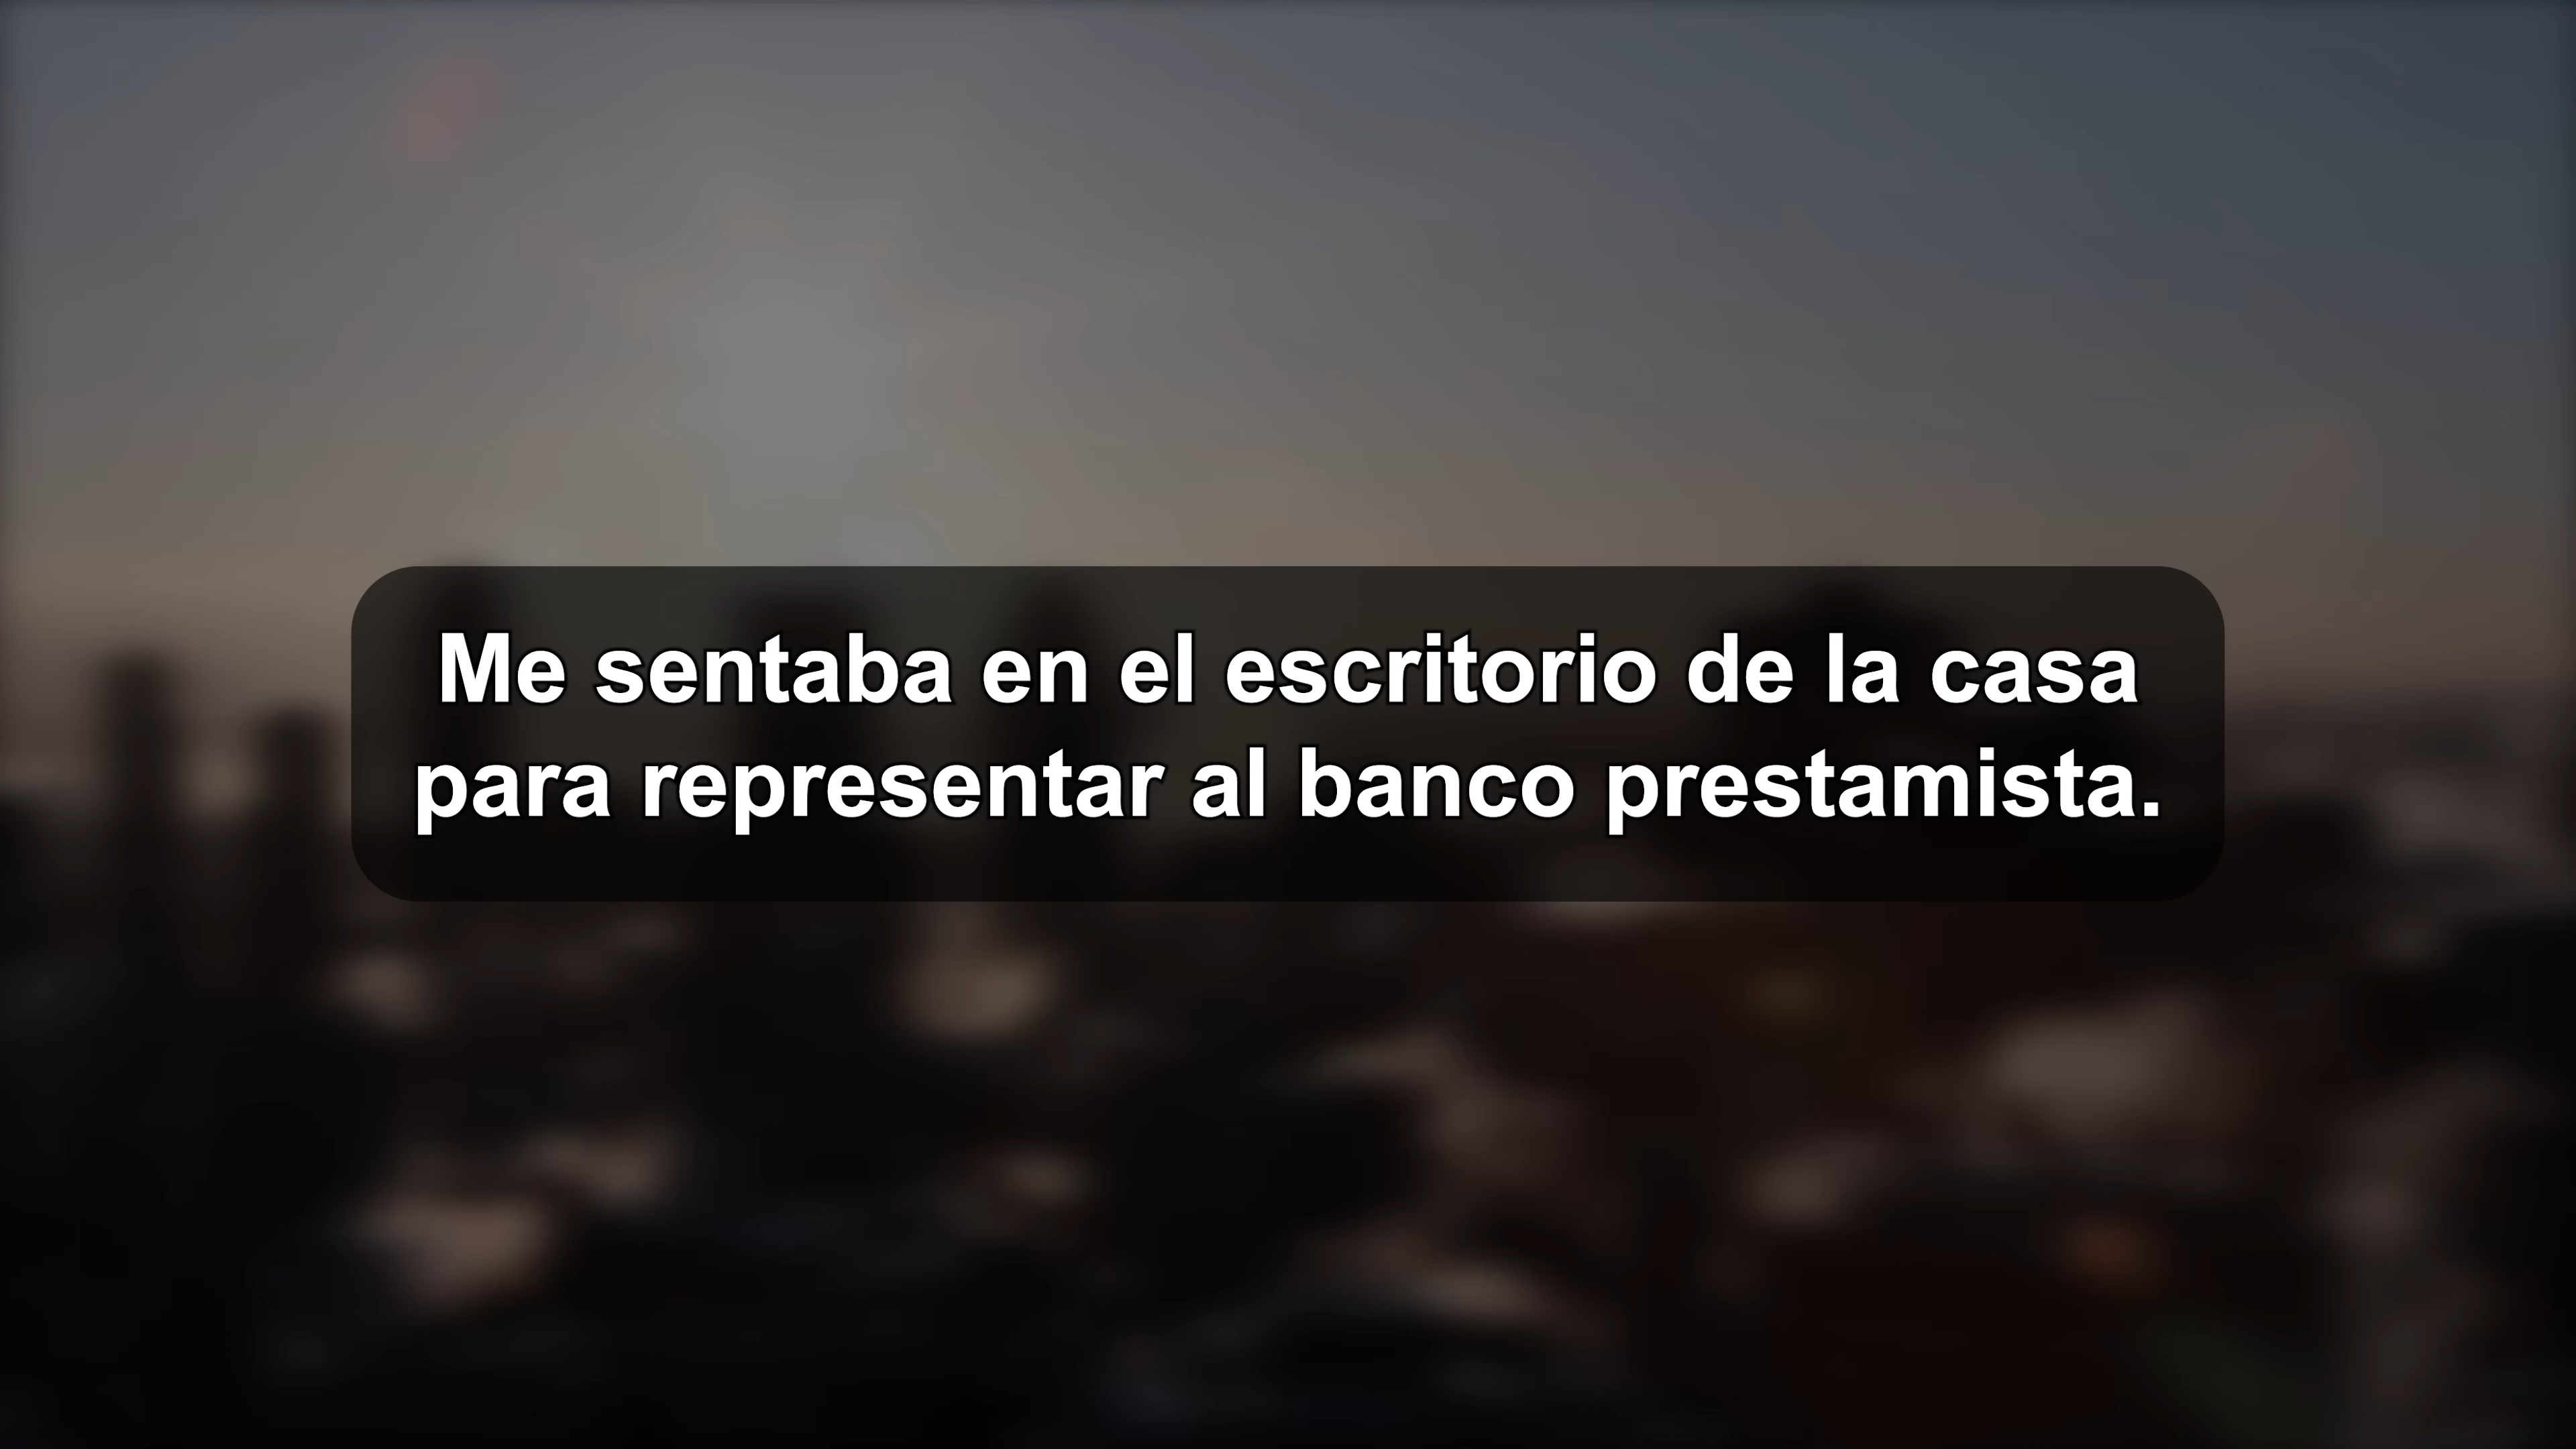 Me sentaba en el escritorio de la casa
para representar al banco prestamista.